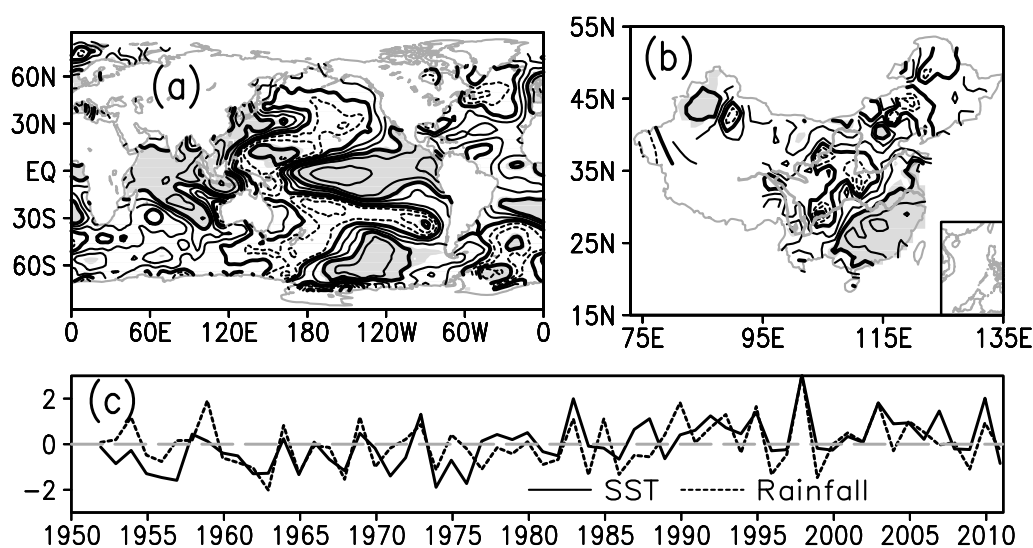 (a)
60N
30N
EQ
30S
60S
0 60E 120E 180 120W 60W 0
(b)
55N
45N
35N
25N
15N
75E 95E 115E 135E
(c)
2
0
−2
SST Rainfall
1950 1955 1960 1965 1970 1975 1980 1985 1990 1995 2000 2005 2010